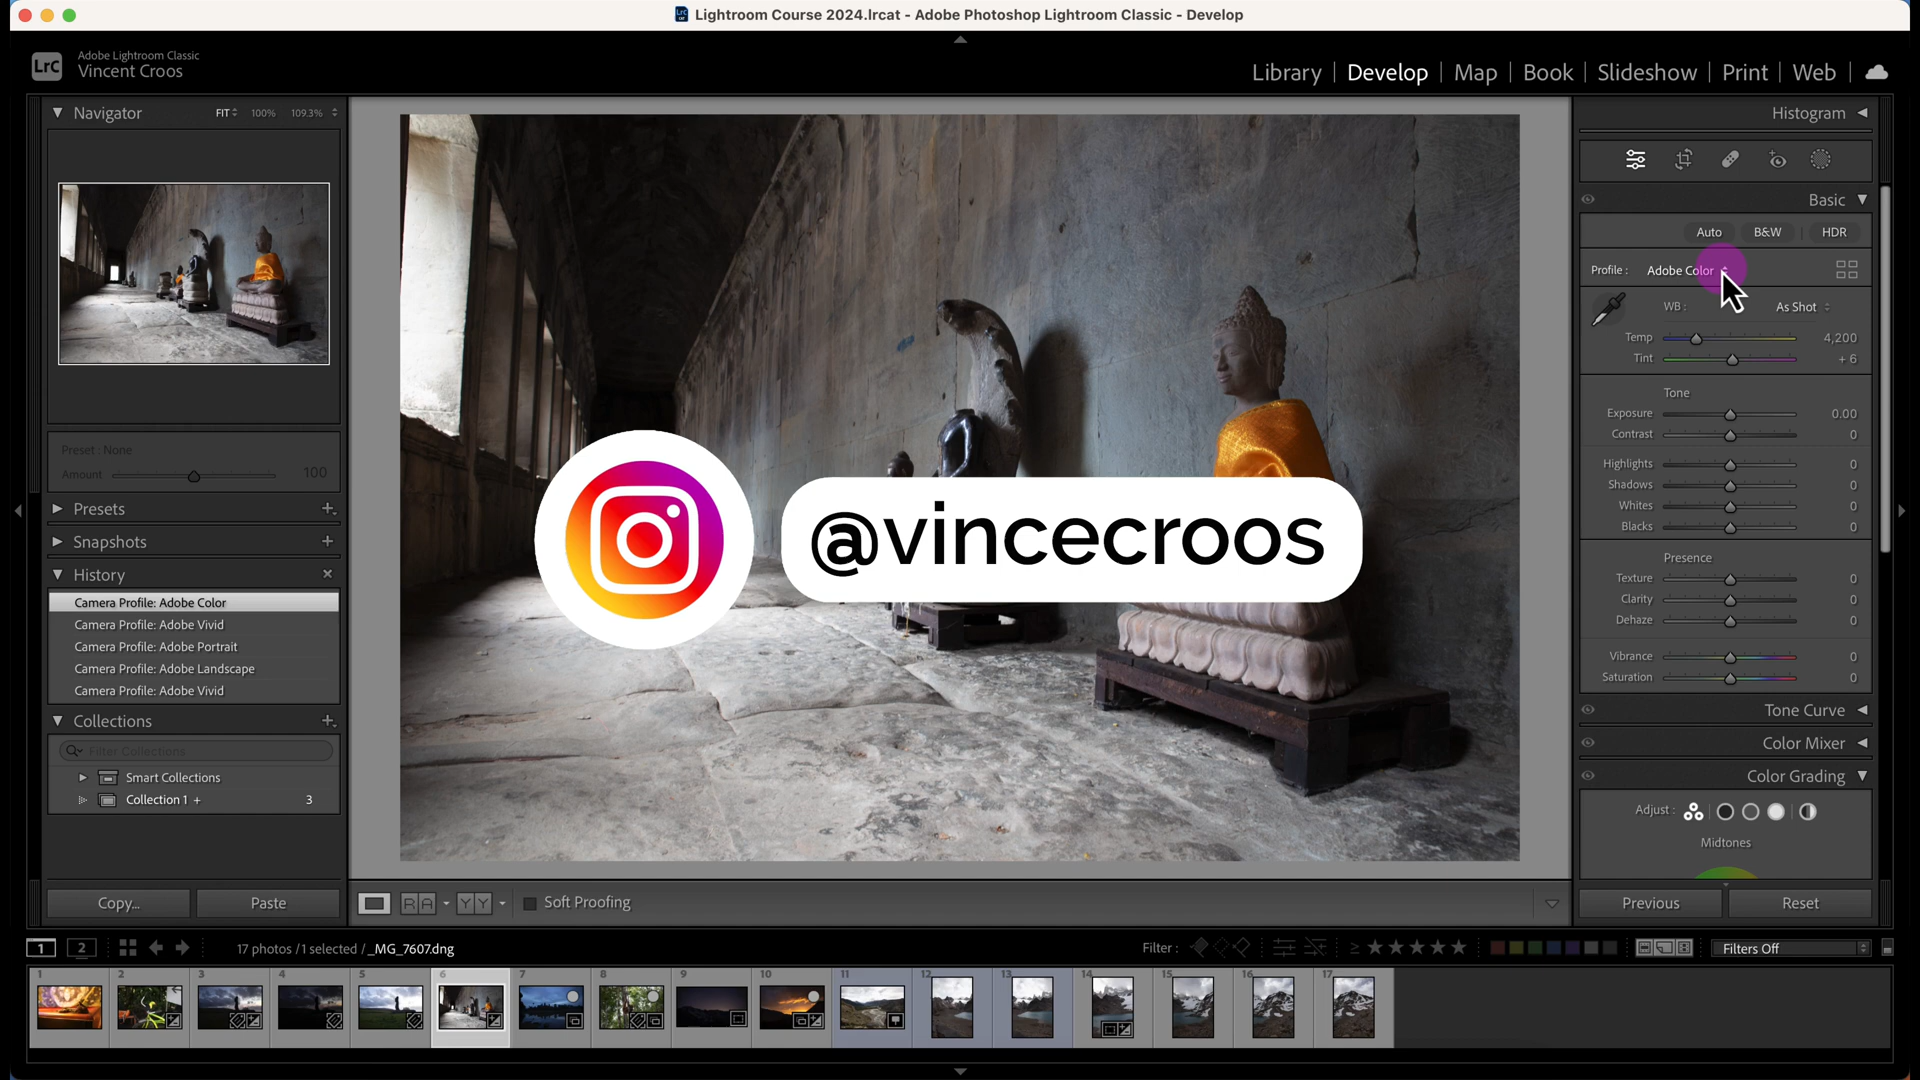 Lightroom Course 2024.lrcat - Adobe Photoshop Lightroom Classic - Develop
LrC
Adobe Lightroom Classic
Vincent Croos
Library | Develop | Map | Book | Slideshow | Print | Web
Navigator FIT 100% 109.3%
Histogram
Basic
Auto B&W HDR
Profile : Adobe Color
WB : As Shot
Temp 4,200
Tint + 6
Tone
Exposure 0.00
Contrast 0
Highlights 0
Shadows 0
Whites 0
Blacks 0
Presence
Texture 0
Clarity 0
Dehaze 0
Vibrance 0
Saturation 0
Tone Curve
Color Mixer
Color Grading
Adjust :
Midtones
Previous Reset
@vincecroos
Preset : None
Amount 100
Presets
Snapshots
History
Camera Profile: Adobe Color
Camera Profile: Adobe Vivid
Camera Profile: Adobe Portrait
Camera Profile: Adobe Landscape
Camera Profile: Adobe Vivid
Collections
Filter Collections
Smart Collections
Collection 1 + 3
Copy... Paste
RA YY Soft Proofing
1 2 17 photos / 1 selected / _MG_7607.dng
Filter : Filters Off
1 2 3 4 5 6 7 8 9 10 11 12 13 14 15 16 17